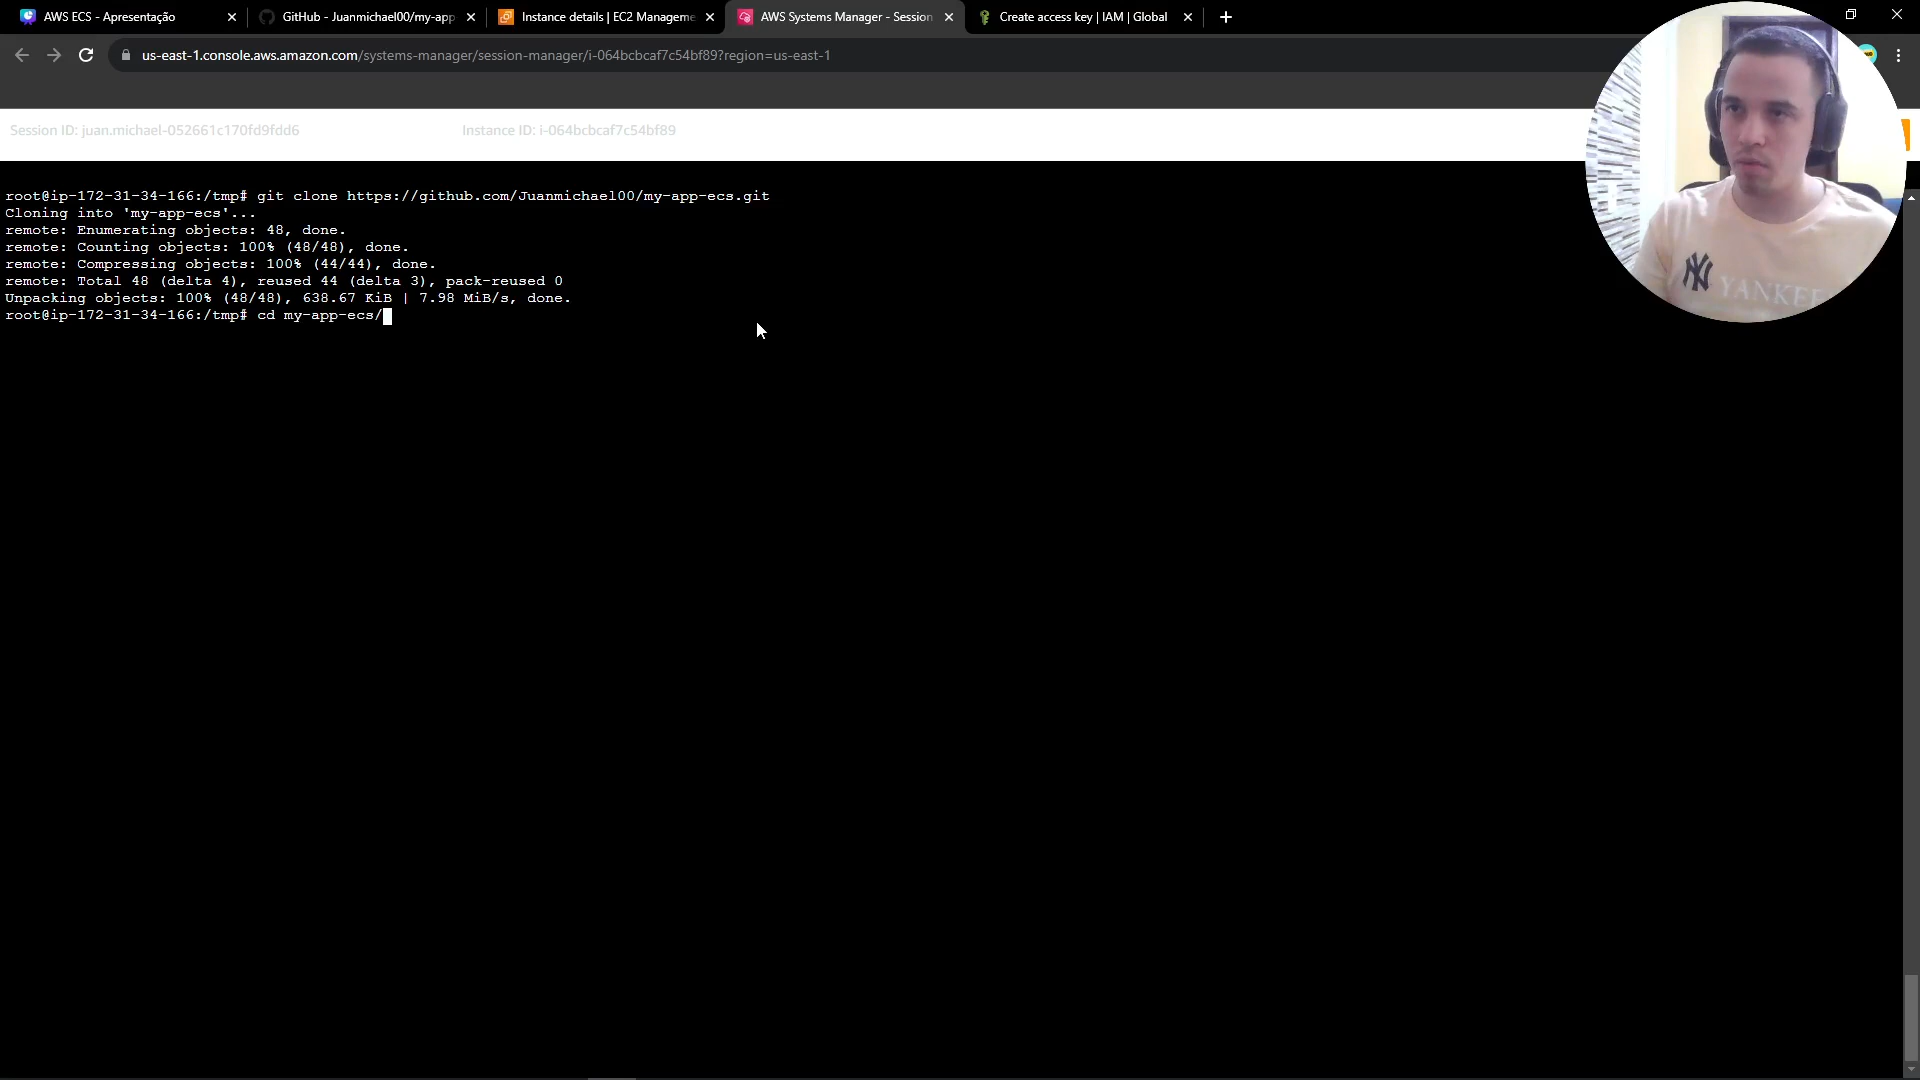 AWS ECS - Apresentação
GitHub - Juanmichael00/my-app
Instance details | EC2 Manageme
AWS Systems Manager - Session
Create access key | IAM | Global
us-east-1.console.aws.amazon.com/systems-manager/session-manager/i-064bcbcaf7c54bf89?region=us-east-1
Session ID: juan.michael-052661c170fd9fdd6
Instance ID: i-064bcbcaf7c54bf89
root@ip-172-31-34-166:/tmp# git clone https://github.com/Juanmichael00/my-app-ecs.git
Cloning into 'my-app-ecs'...
remote: Enumerating objects: 48, done.
remote: Counting objects: 100% (48/48), done.
remote: Compressing objects: 100% (44/44), done.
remote: Total 48 (delta 4), reused 44 (delta 3), pack-reused 0
Unpacking objects: 100% (48/48), 638.67 KiB | 7.98 MiB/s, done.
root@ip-172-31-34-166:/tmp# cd my-app-ecs/
NY YANKEE